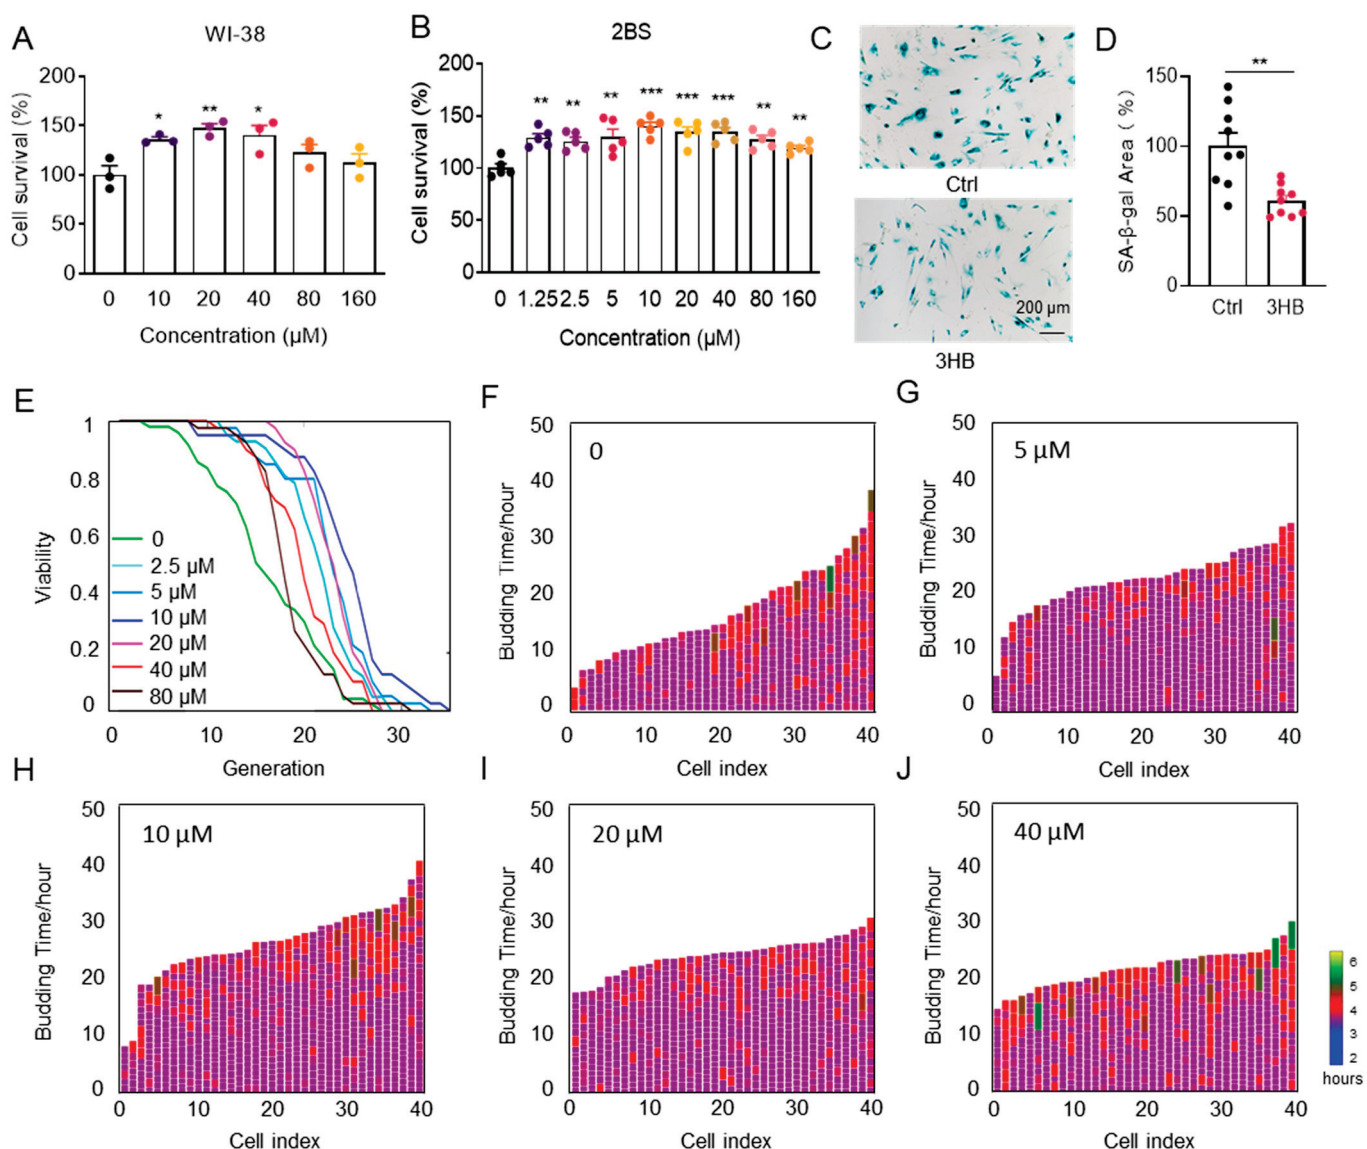 A
WI-38
Cell survival (%)
200
150
100
50
0
*
**
*
0 10 20 40 80 160
Concentration (µM)
B
2BS
Cell survival (%)
200
150
100
50
0
** ** ** *** *** *** ** **
0 1.25 2.5 5 10 20 40 80 160
Concentration (µM)
C
Ctrl
200 µm
3HB
D
**
SA-β-gal Area ( %)
150
100
50
0
Ctrl 3HB
E
Viability
1
0.8
0.6
0.4
0.2
0
0
2.5 µM
5 µM
10 µM
20 µM
40 µM
80 µM
0 10 20 30
Generation
F
0
Budding Time/hour
50
40
30
20
10
0
0 10 20 30 40
Cell index
G
5 µM
Budding Time/hour
50
40
30
20
10
0
0 10 20 30 40
Cell index
H
10 µM
Budding Time/hour
50
40
30
20
10
0
0 10 20 30 40
Cell index
I
20 µM
Budding Time/hour
50
40
30
20
10
0
0 10 20 30 40
Cell index
J
40 µM
Budding Time/hour
50
40
30
20
10
0
0 10 20 30 40
Cell index
6
5
4
3
2
hours